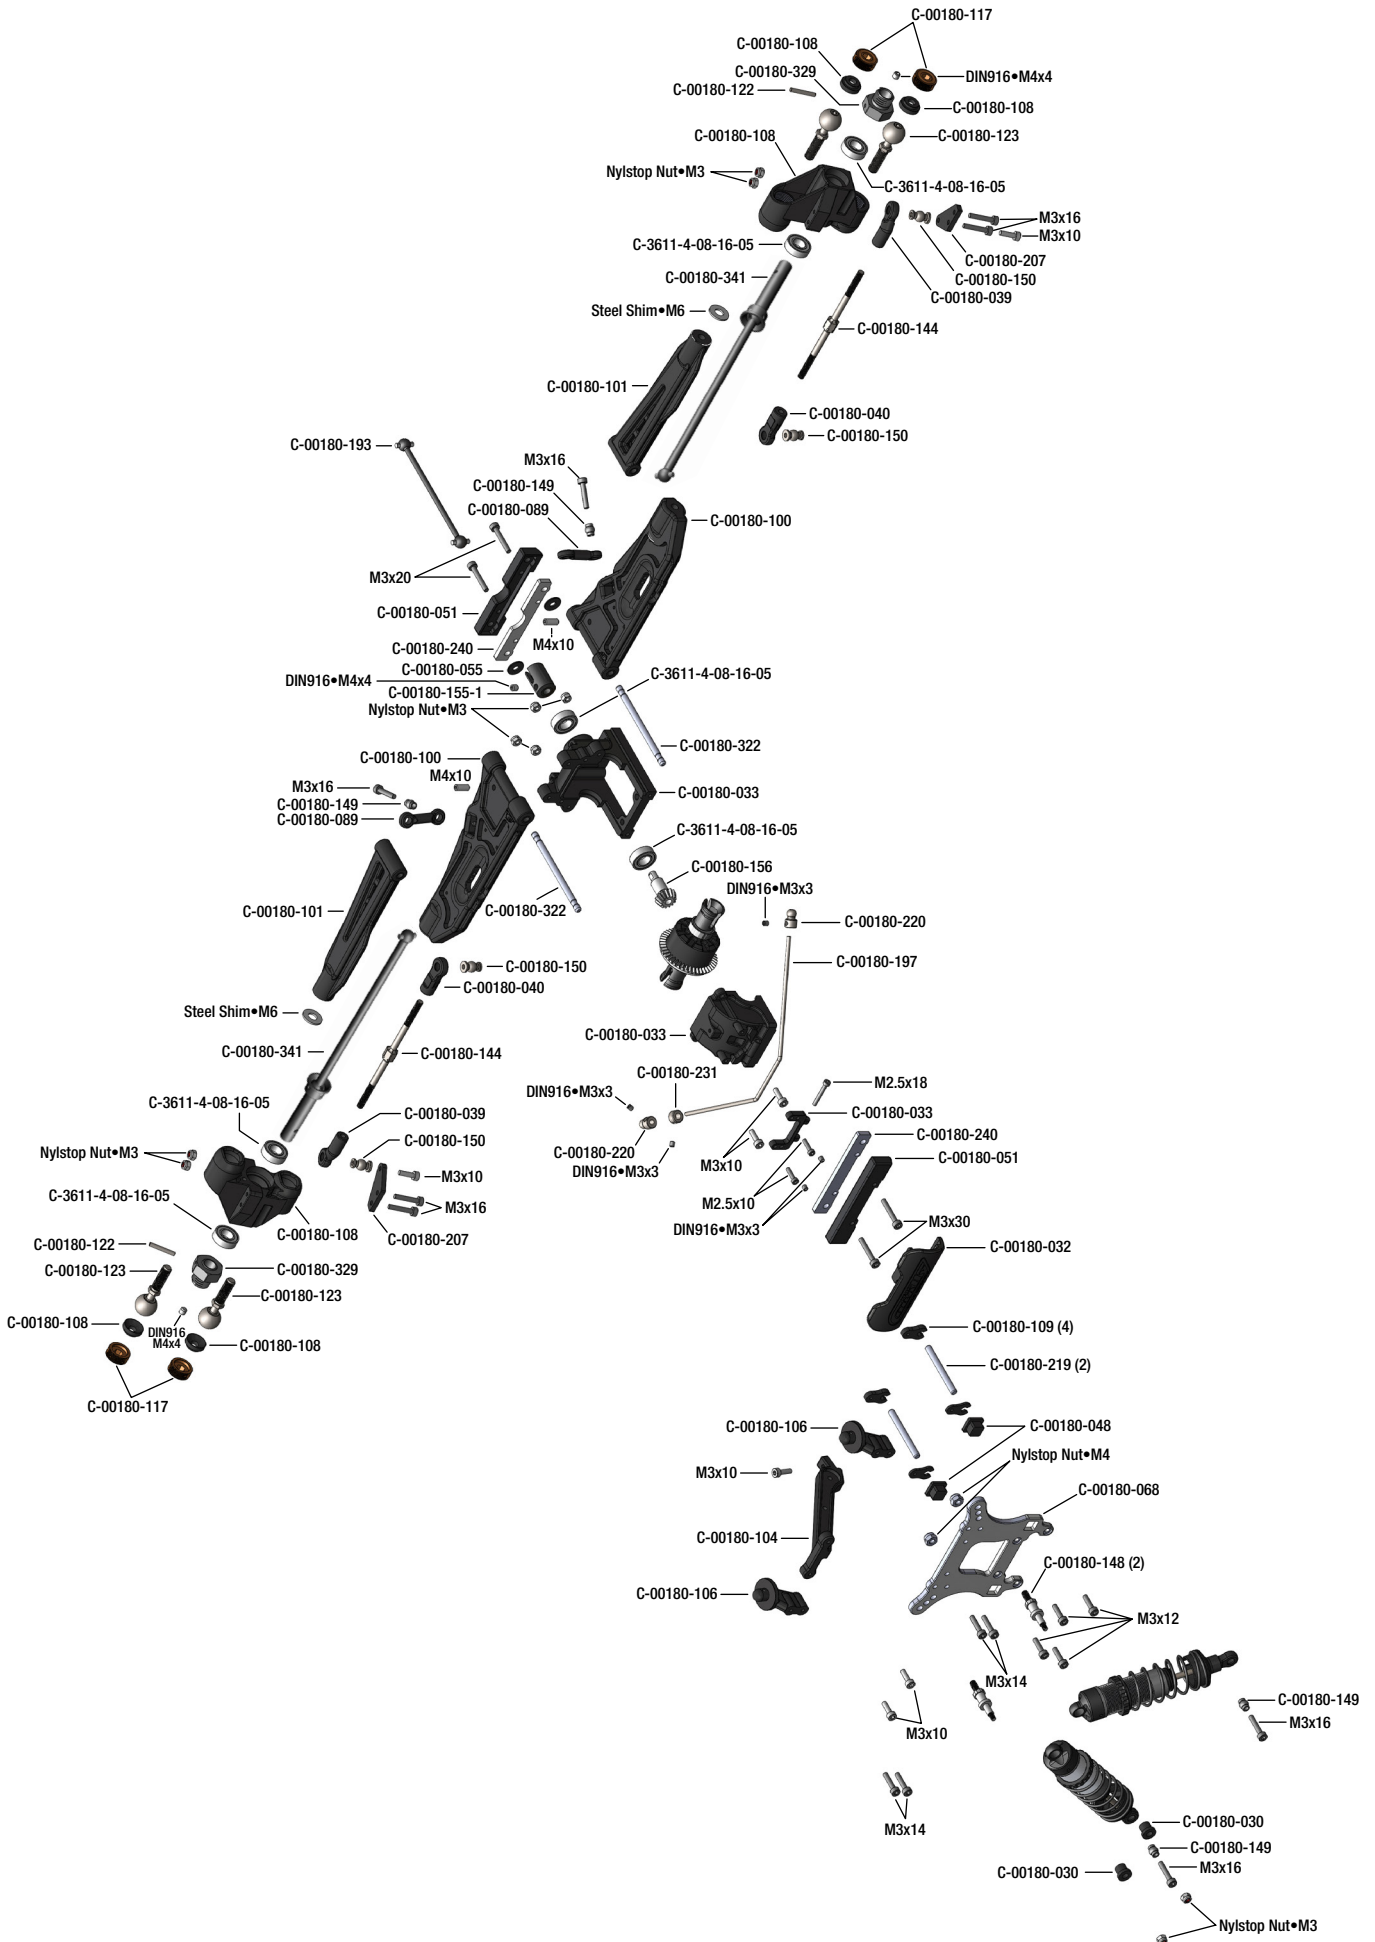 C-00180-117
C-00180-108
C-00180-329
DIN916•M4x4
C-00180-122
C-00180-108
C-00180-108
C-00180-123
Nylstop Nut•M3
C-3611-4-08-16-05
M3x16
M3x10
C-3611-4-08-16-05
C-00180-207
C-00180-341
C-00180-150
C-00180-039
Steel Shim•M6
C-00180-144
C-00180-101
C-00180-040
C-00180-150
C-00180-193
M3x16
C-00180-149
C-00180-089
C-00180-100
M3x20
C-00180-051
C-00180-240
M4x10
C-00180-055
C-3611-4-08-16-05
DIN916•M4x4
C-00180-155-1
Nylstop Nut•M3
C-00180-322
C-00180-100
M4x10
M3x16
C-00180-033
C-00180-149
C-00180-089
C-3611-4-08-16-05
C-00180-156
DIN916•M3x3
C-00180-101
C-00180-322
C-00180-220
C-00180-197
C-00180-150
C-00180-040
Steel Shim•M6
C-00180-033
C-00180-341
C-00180-144
C-00180-231
M2.5x18
DIN916•M3x3
C-3611-4-08-16-05
C-00180-039
C-00180-033
C-00180-240
C-00180-150
Nylstop Nut•M3
C-00180-220
C-00180-051
M3x10
DIN916•M3x3
M3x10
C-3611-4-08-16-05
M3x16
M2.5x10
M3x30
DIN916•M3x3
C-00180-108
C-00180-207
C-00180-122
C-00180-032
C-00180-123
C-00180-329
C-00180-123
C-00180-108
DIN916
M4x4
C-00180-108
C-00180-109 (4)
C-00180-219 (2)
C-00180-117
C-00180-106
C-00180-048
Nylstop Nut•M4
M3x10
C-00180-068
C-00180-104
C-00180-148 (2)
C-00180-106
M3x12
M3x14
C-00180-149
M3x16
M3x10
C-00180-030
M3x14
C-00180-149
M3x16
C-00180-030
Nylstop Nut•M3